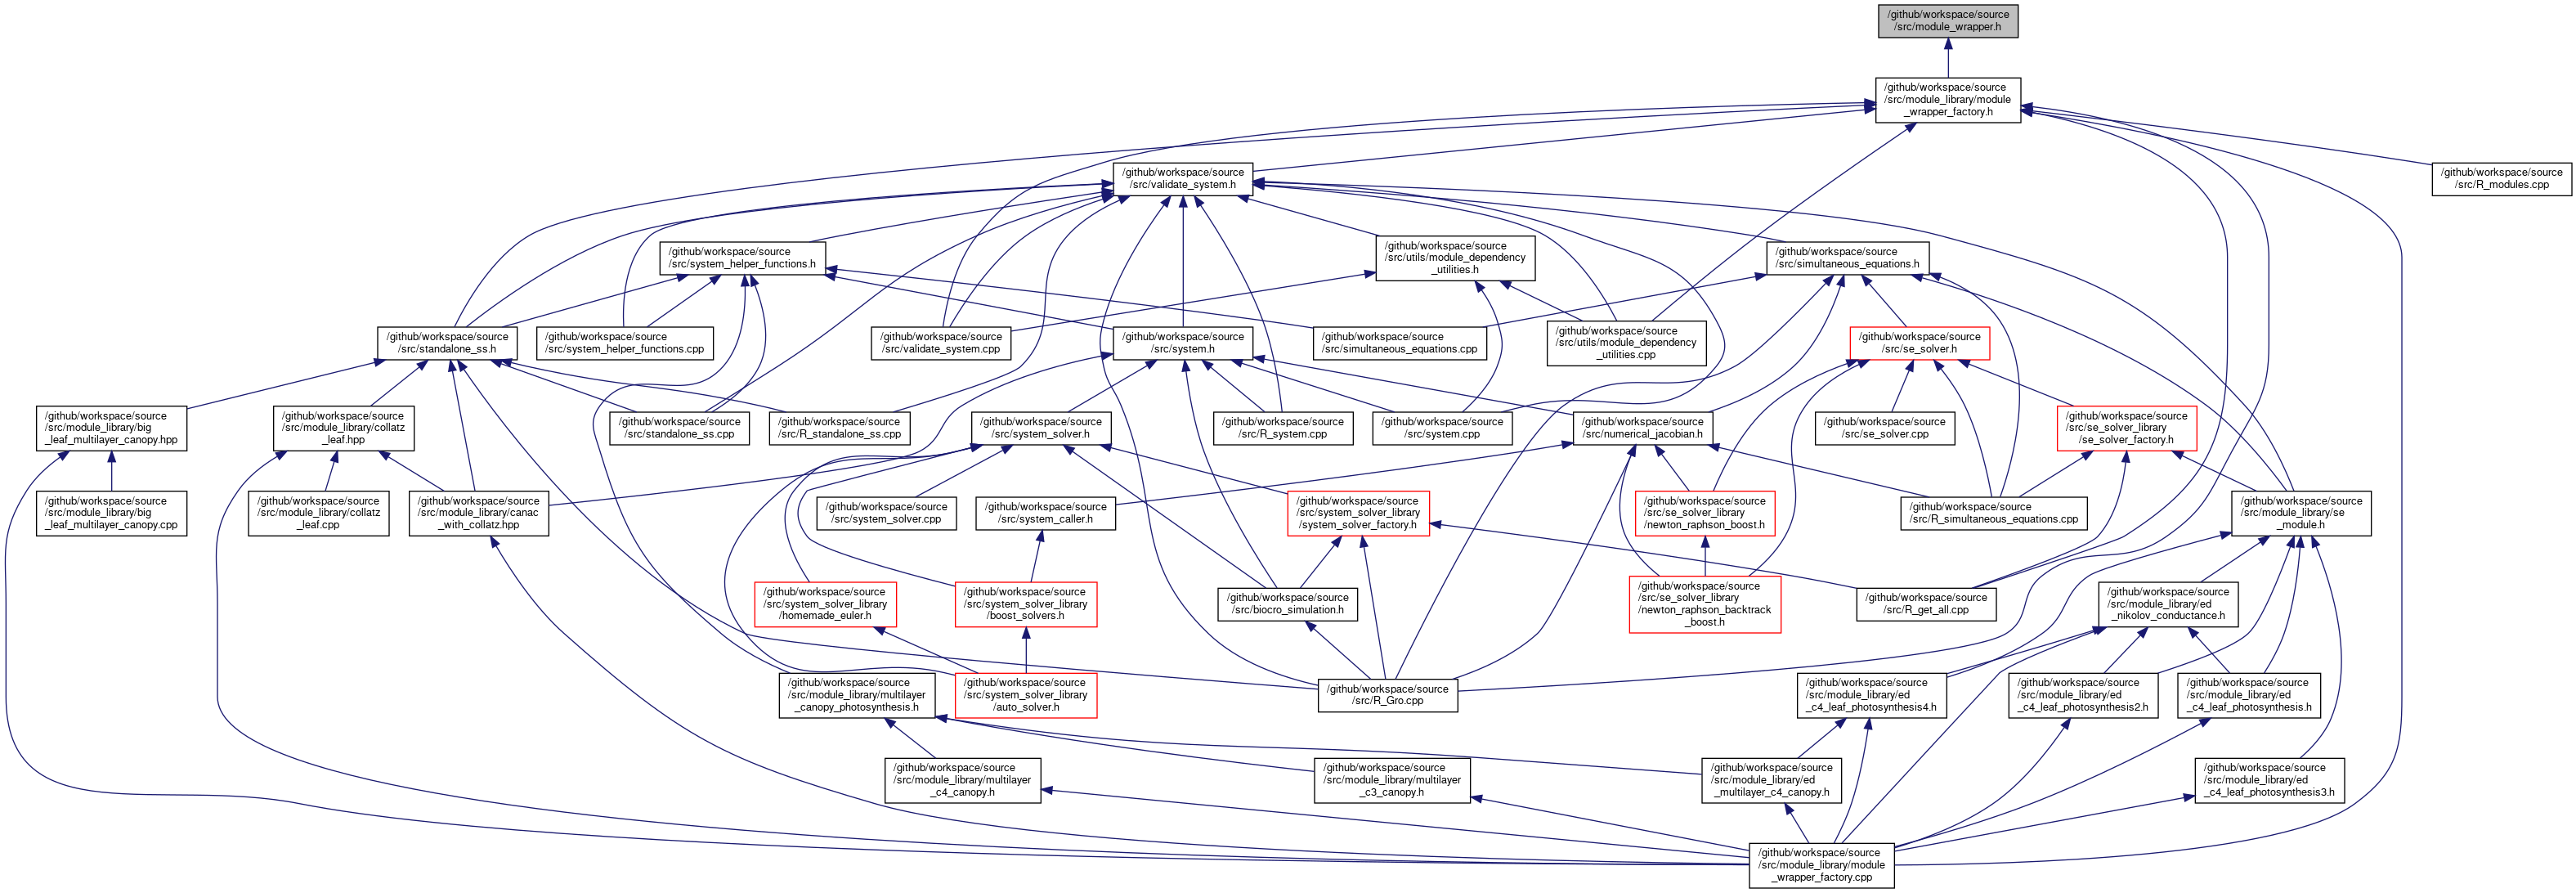 /github/workspace/source
/src/module_wrapper.h
/github/workspace/source
/src/module_library/module
_wrapper_factory.h
/github/workspace/source
/src/validate_system.h
/github/workspace/source
/src/R_modules.cpp
/github/workspace/source
/src/system_helper_functions.h
/github/workspace/source
/src/utils/module_dependency
_utilities.h
/github/workspace/source
/src/simultaneous_equations.h
/github/workspace/source
/src/standalone_ss.h
/github/workspace/source
/src/system_helper_functions.cpp
/github/workspace/source
/src/validate_system.cpp
/github/workspace/source
/src/system.h
/github/workspace/source
/src/simultaneous_equations.cpp
/github/workspace/source
/src/utils/module_dependency
_utilities.cpp
/github/workspace/source
/src/se_solver.h
/github/workspace/source
/src/module_library/big
_leaf_multilayer_canopy.hpp
/github/workspace/source
/src/module_library/collatz
_leaf.hpp
/github/workspace/source
/src/standalone_ss.cpp
/github/workspace/source
/src/R_standalone_ss.cpp
/github/workspace/source
/src/system_solver.h
/github/workspace/source
/src/R_system.cpp
/github/workspace/source
/src/system.cpp
/github/workspace/source
/src/numerical_jacobian.h
/github/workspace/source
/src/se_solver.cpp
/github/workspace/source
/src/se_solver_library
/se_solver_factory.h
/github/workspace/source
/src/module_library/big
_leaf_multilayer_canopy.cpp
/github/workspace/source
/src/module_library/collatz
_leaf.cpp
/github/workspace/source
/src/module_library/canac
_with_collatz.hpp
/github/workspace/source
/src/system_solver.cpp
/github/workspace/source
/src/system_caller.h
/github/workspace/source
/src/system_solver_library
/system_solver_factory.h
/github/workspace/source
/src/se_solver_library
/newton_raphson_boost.h
/github/workspace/source
/src/R_simultaneous_equations.cpp
/github/workspace/source
/src/module_library/se
_module.h
/github/workspace/source
/src/system_solver_library
/homemade_euler.h
/github/workspace/source
/src/system_solver_library
/boost_solvers.h
/github/workspace/source
/src/biocro_simulation.h
/github/workspace/source
/src/se_solver_library
/newton_raphson_backtrack
_boost.h
/github/workspace/source
/src/R_get_all.cpp
/github/workspace/source
/src/module_library/ed
_nikolov_conductance.h
/github/workspace/source
/src/module_library/multilayer
_canopy_photosynthesis.h
/github/workspace/source
/src/system_solver_library
/auto_solver.h
/github/workspace/source
/src/R_Gro.cpp
/github/workspace/source
/src/module_library/ed
_c4_leaf_photosynthesis4.h
/github/workspace/source
/src/module_library/ed
_c4_leaf_photosynthesis2.h
/github/workspace/source
/src/module_library/ed
_c4_leaf_photosynthesis.h
/github/workspace/source
/src/module_library/multilayer
_c4_canopy.h
/github/workspace/source
/src/module_library/multilayer
_c3_canopy.h
/github/workspace/source
/src/module_library/ed
_multilayer_c4_canopy.h
/github/workspace/source
/src/module_library/ed
_c4_leaf_photosynthesis3.h
/github/workspace/source
/src/module_library/module
_wrapper_factory.cpp